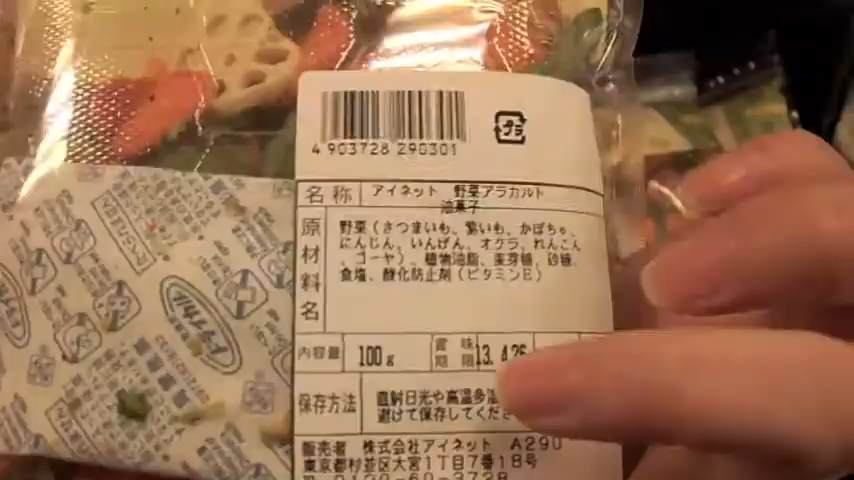 4 903728 290301
プラ
名称 アイネット 野菜アラカルト
油菓子
原材料名 野菜(さつまいも、紫いも、かぼちゃ、
にんじん、いんげん、オクラ、れんこん
、ゴーヤ)、植物油脂、麦芽糖、砂糖、
食塩、酸化防止剤(ビタミンE)
内容量 100g 賞味期限 13. 4.26
保存方法 直射日光や高温多湿
避けて保存してくださ
販売者 株式会社アイネット A290
東京都杉並区大宮1丁目7番18号
0120-60-3728